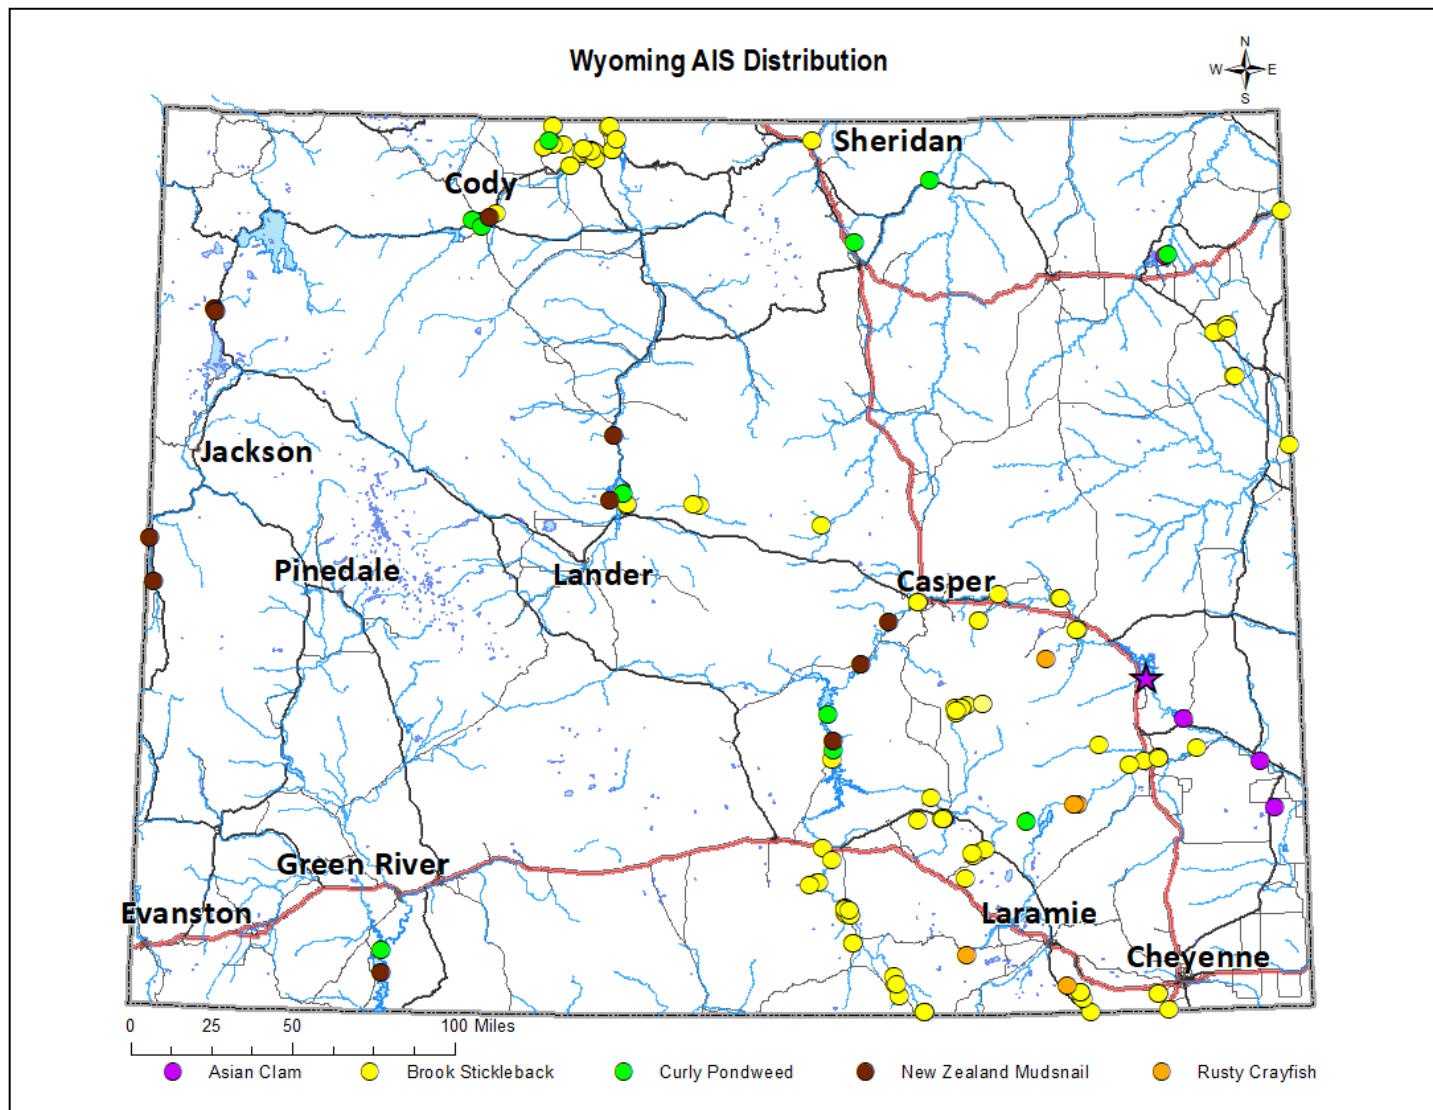 Wyoming AIS Distribution
N
W E
S
Sheridan
Cody
Jackson
Pinedale
Lander
Casper
Green River
Evanston
Laramie
Cheyenne
0 25 50 100 Miles
Asian Clam Brook Stickleback Curly Pondweed New Zealand Mudsnail Rusty Crayfish